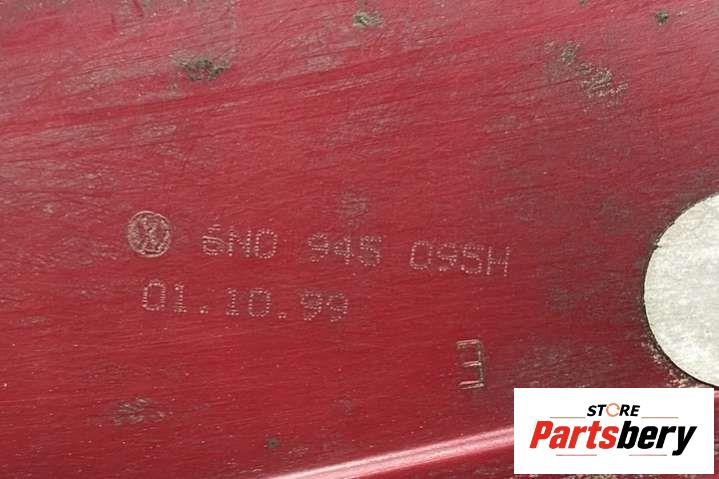 6N0 945 095H
01.10.99
E
STORE
Partsbery